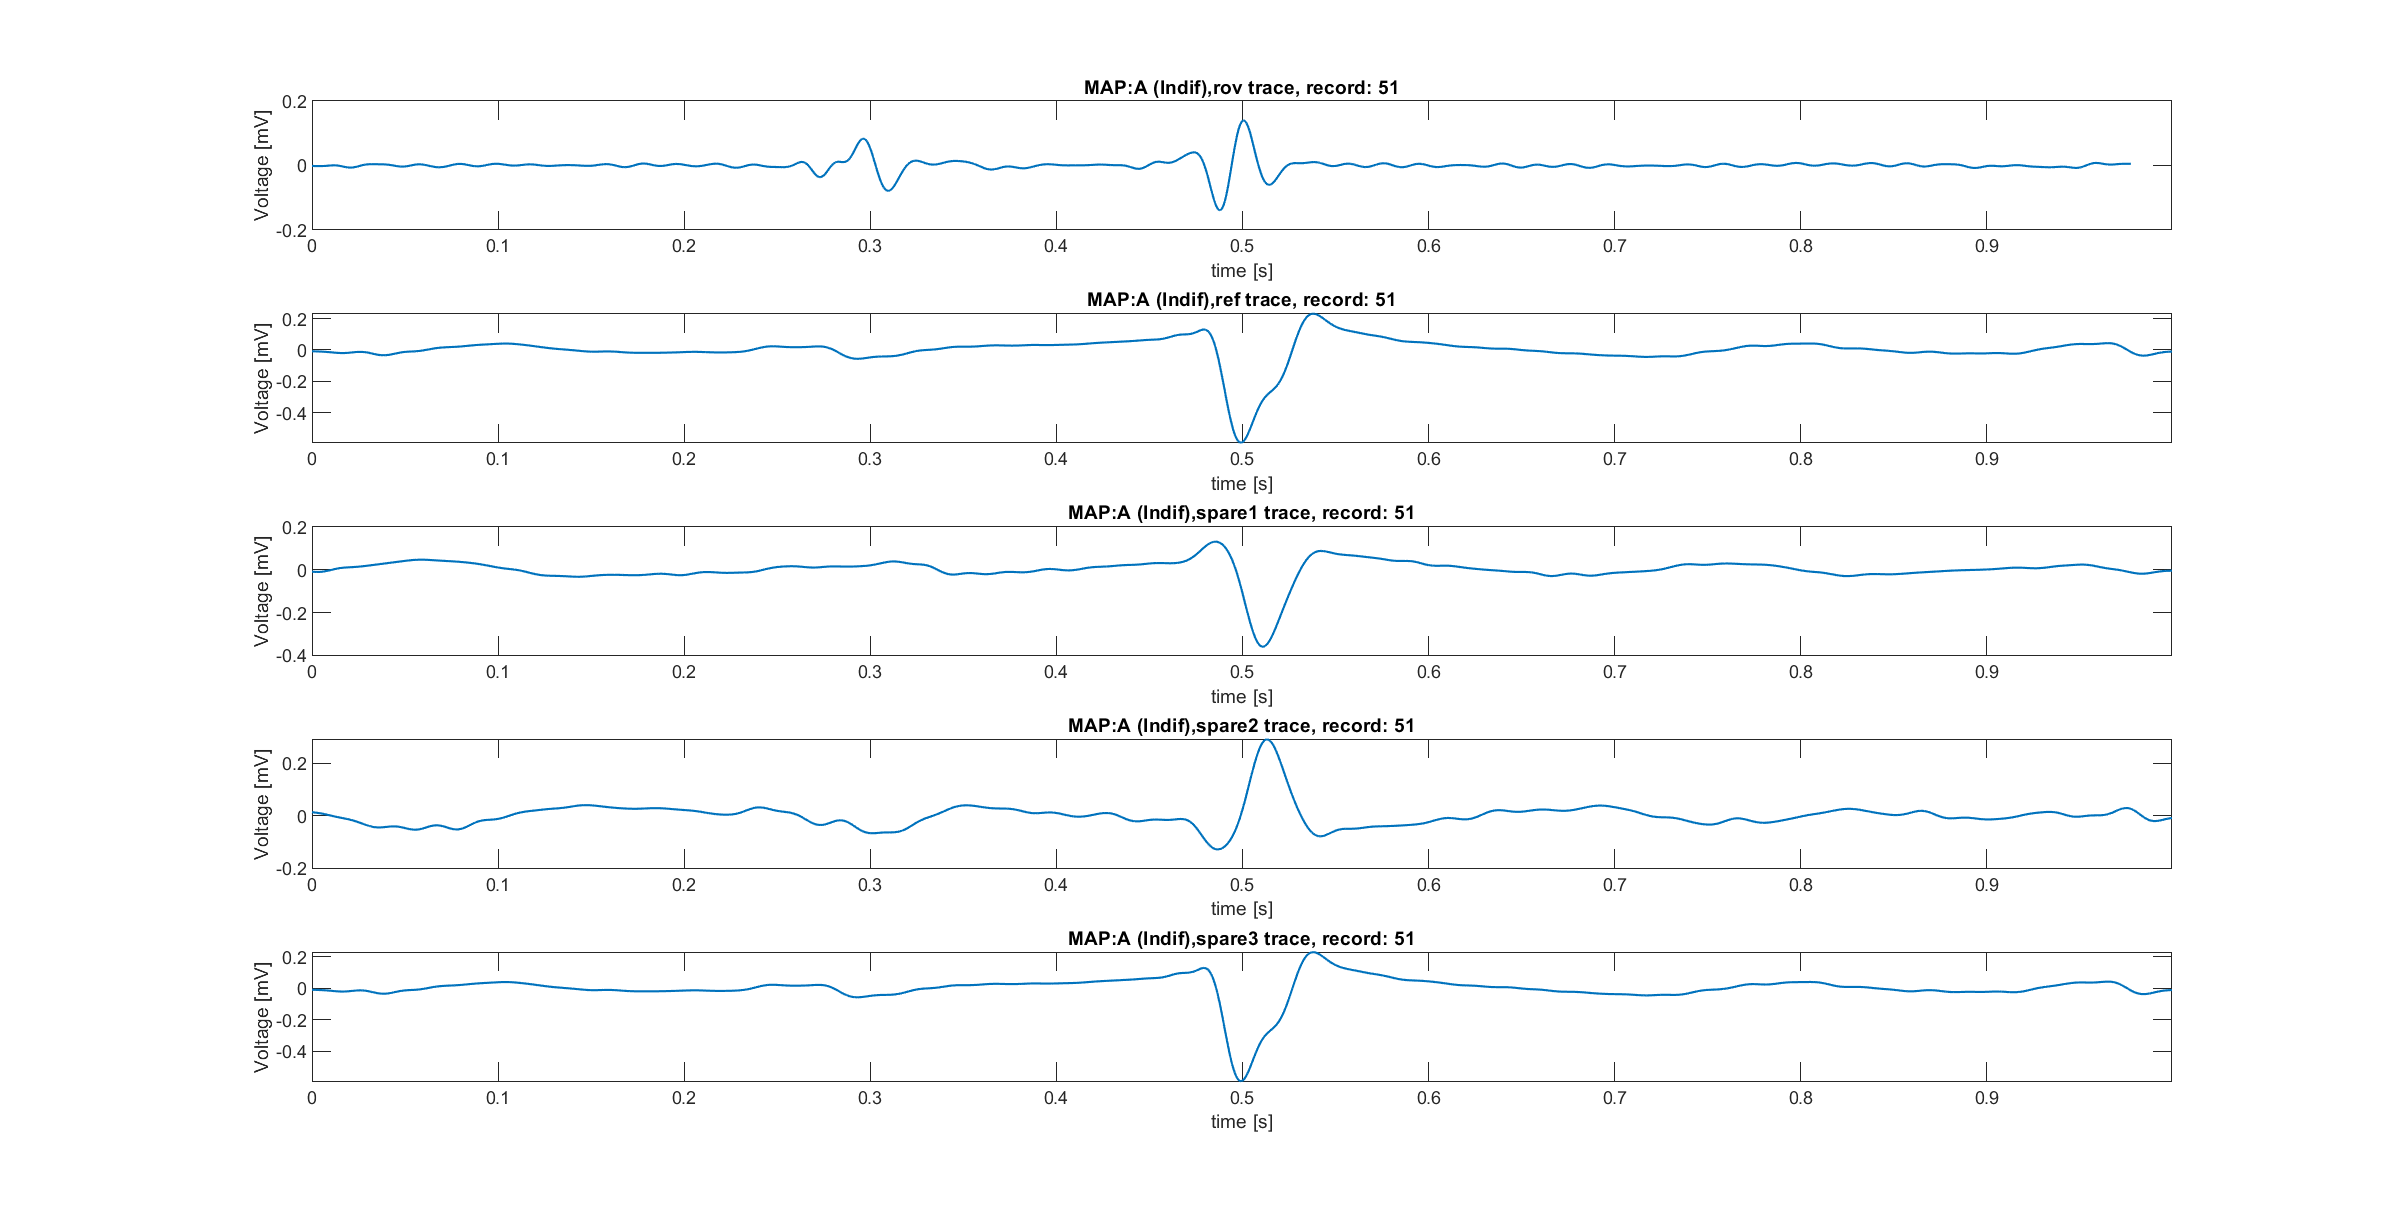 MAP:A (Indif),rov trace, record: 51
Voltage [mV]
0.2
0
-0.2
0 0.1 0.2 0.3 0.4 0.5 0.6 0.7 0.8 0.9
time [s]
MAP:A (Indif),ref trace, record: 51
Voltage [mV]
0.2
0
-0.2
-0.4
0 0.1 0.2 0.3 0.4 0.5 0.6 0.7 0.8 0.9
time [s]
MAP:A (Indif),spare1 trace, record: 51
Voltage [mV]
0.2
0
-0.2
-0.4
0 0.1 0.2 0.3 0.4 0.5 0.6 0.7 0.8 0.9
time [s]
MAP:A (Indif),spare2 trace, record: 51
Voltage [mV]
0.2
0
-0.2
0 0.1 0.2 0.3 0.4 0.5 0.6 0.7 0.8 0.9
time [s]
MAP:A (Indif),spare3 trace, record: 51
Voltage [mV]
0.2
0
-0.2
-0.4
0 0.1 0.2 0.3 0.4 0.5 0.6 0.7 0.8 0.9
time [s]